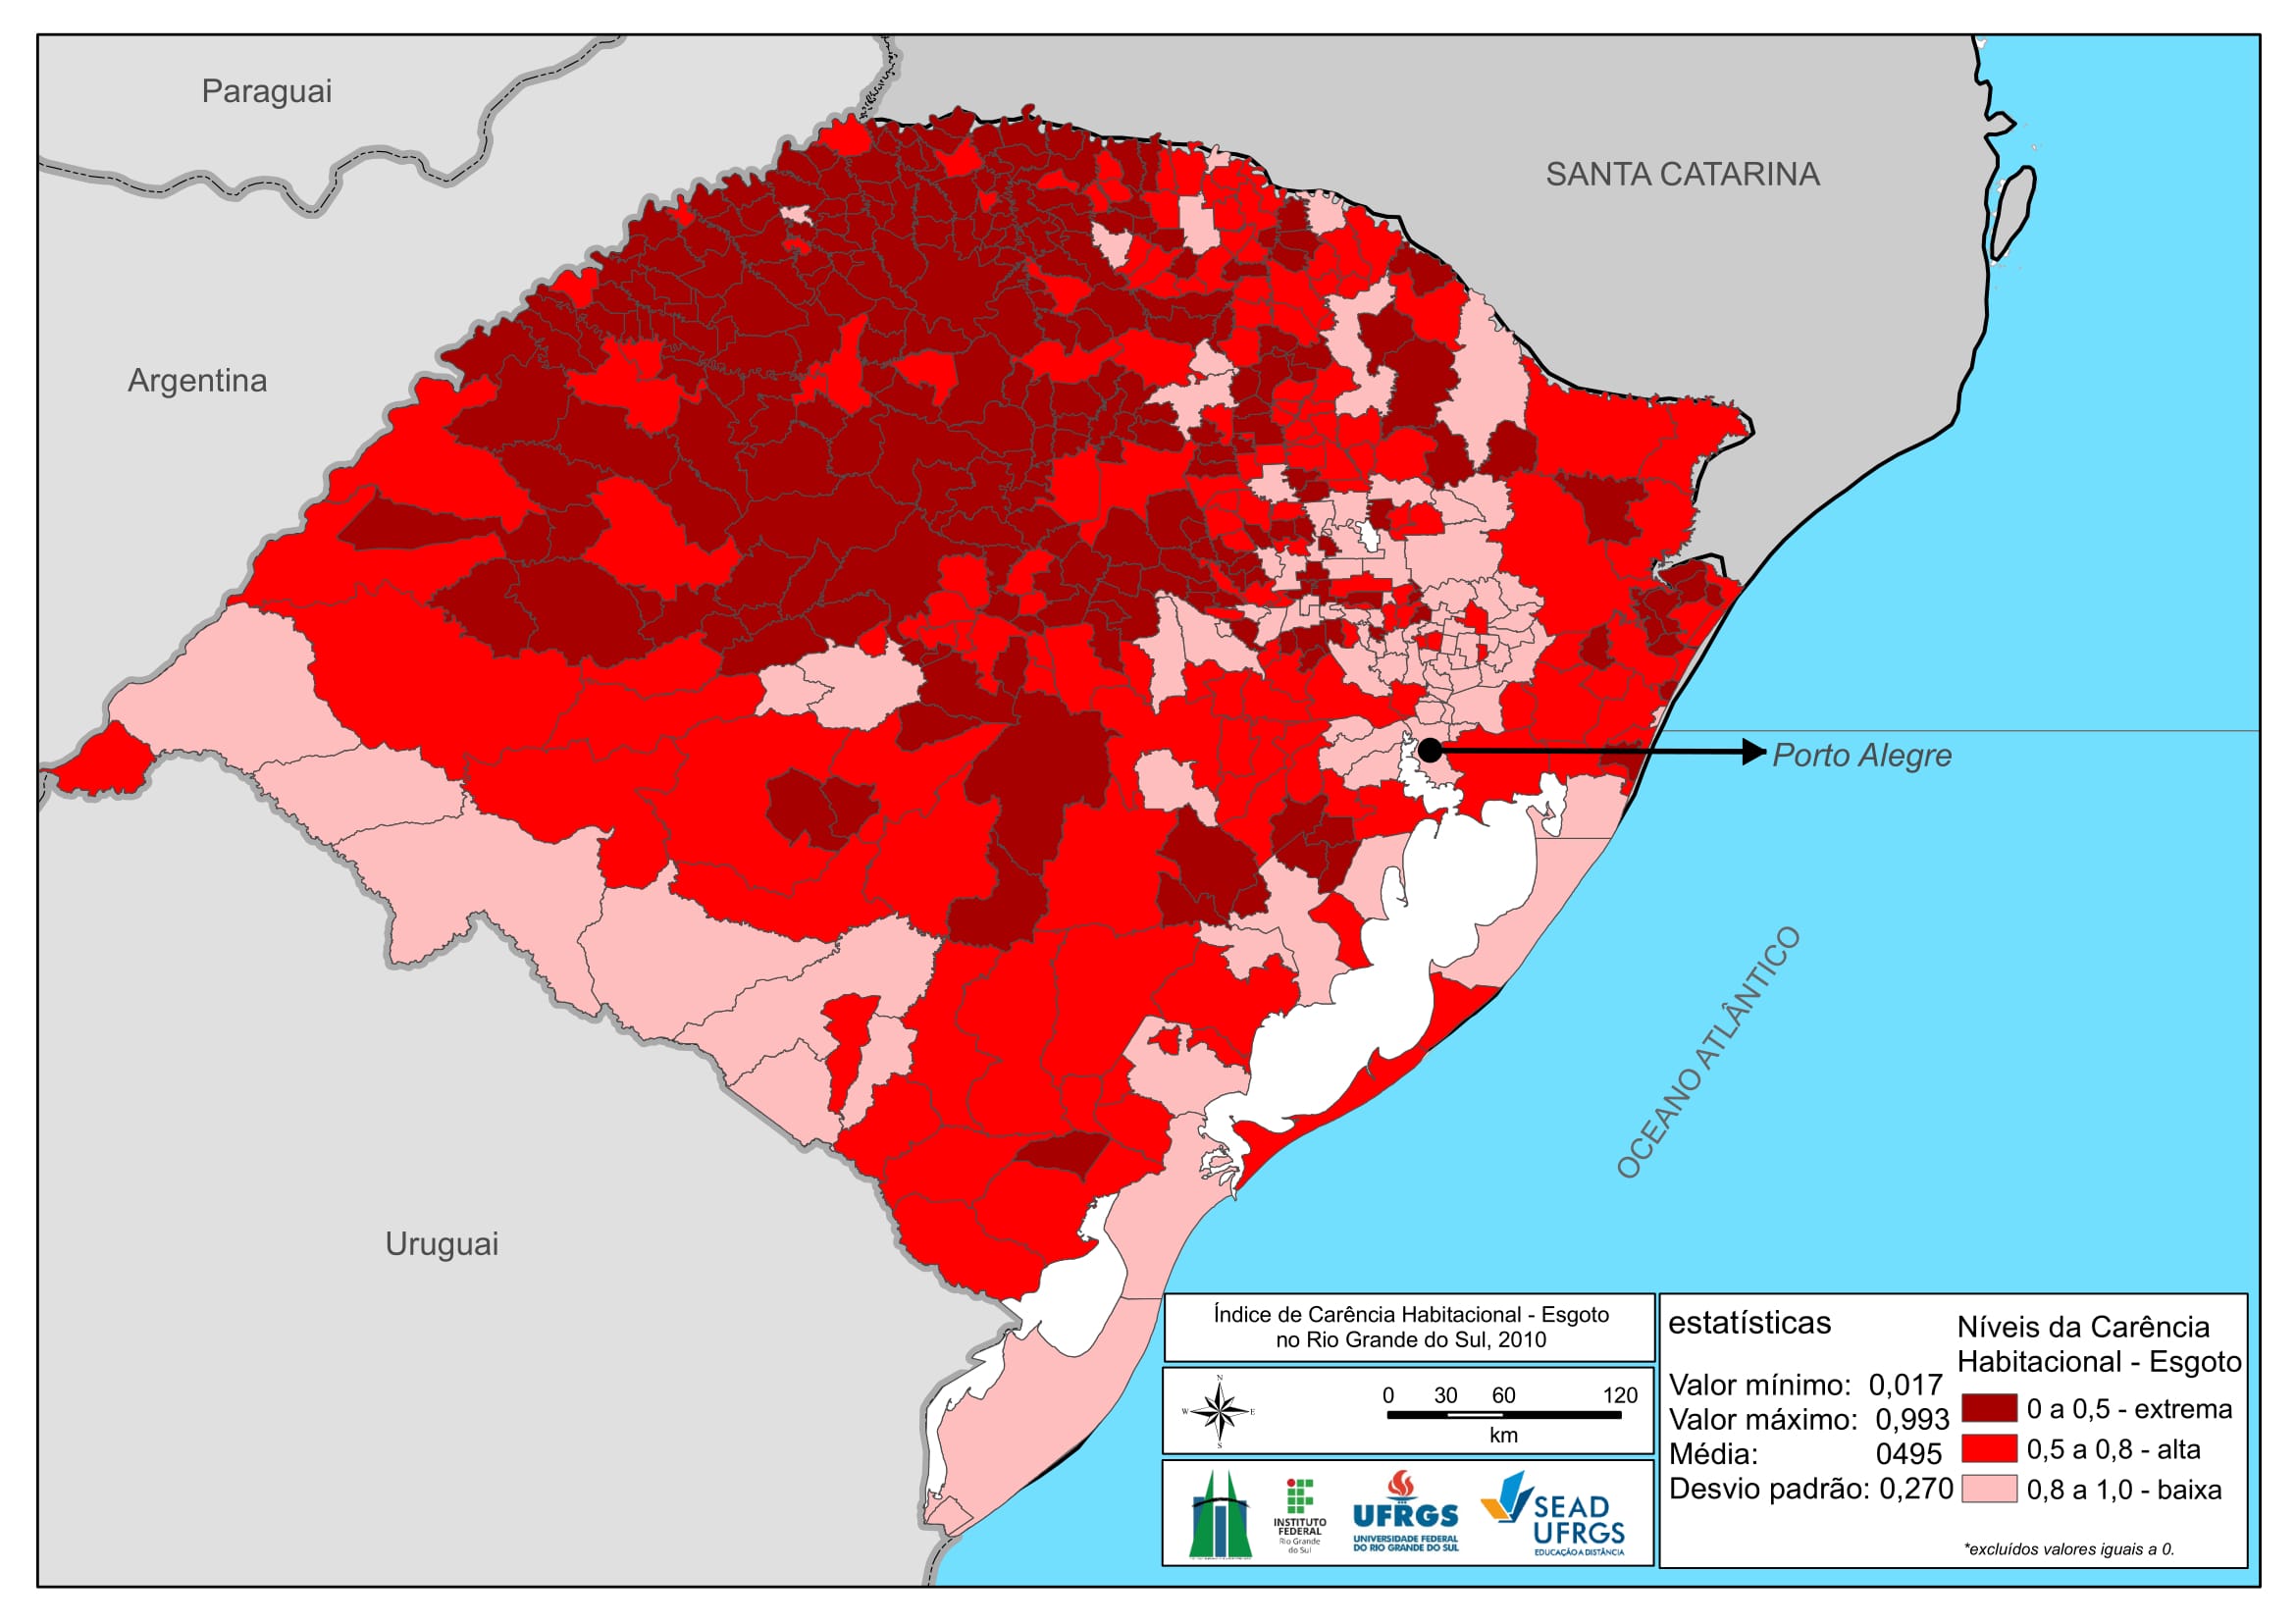 Paraguai
SANTA CATARINA
Argentina
Porto Alegre
OCEANO ATLÂNTICO
Uruguai
Índice de Carência Habitacional - Esgoto
no Rio Grande do Sul, 2010
N
W E
S
0 30 60 120
km
INSTITUTO
FEDERAL
Rio Grande
do Sul
UFRGS
UNIVERSIDADE FEDERAL
DO RIO GRANDE DO SUL
SEAD
UFRGS
EDUCAÇÃO A DISTÂNCIA
estatísticas
Valor mínimo: 0,017
Valor máximo: 0,993
Média: 0495
Desvio padrão: 0,270
Níveis da Carência
Habitacional - Esgoto
0 a 0,5 - extrema
0,5 a 0,8 - alta
0,8 a 1,0 - baixa
*excluídos valores iguais a 0.